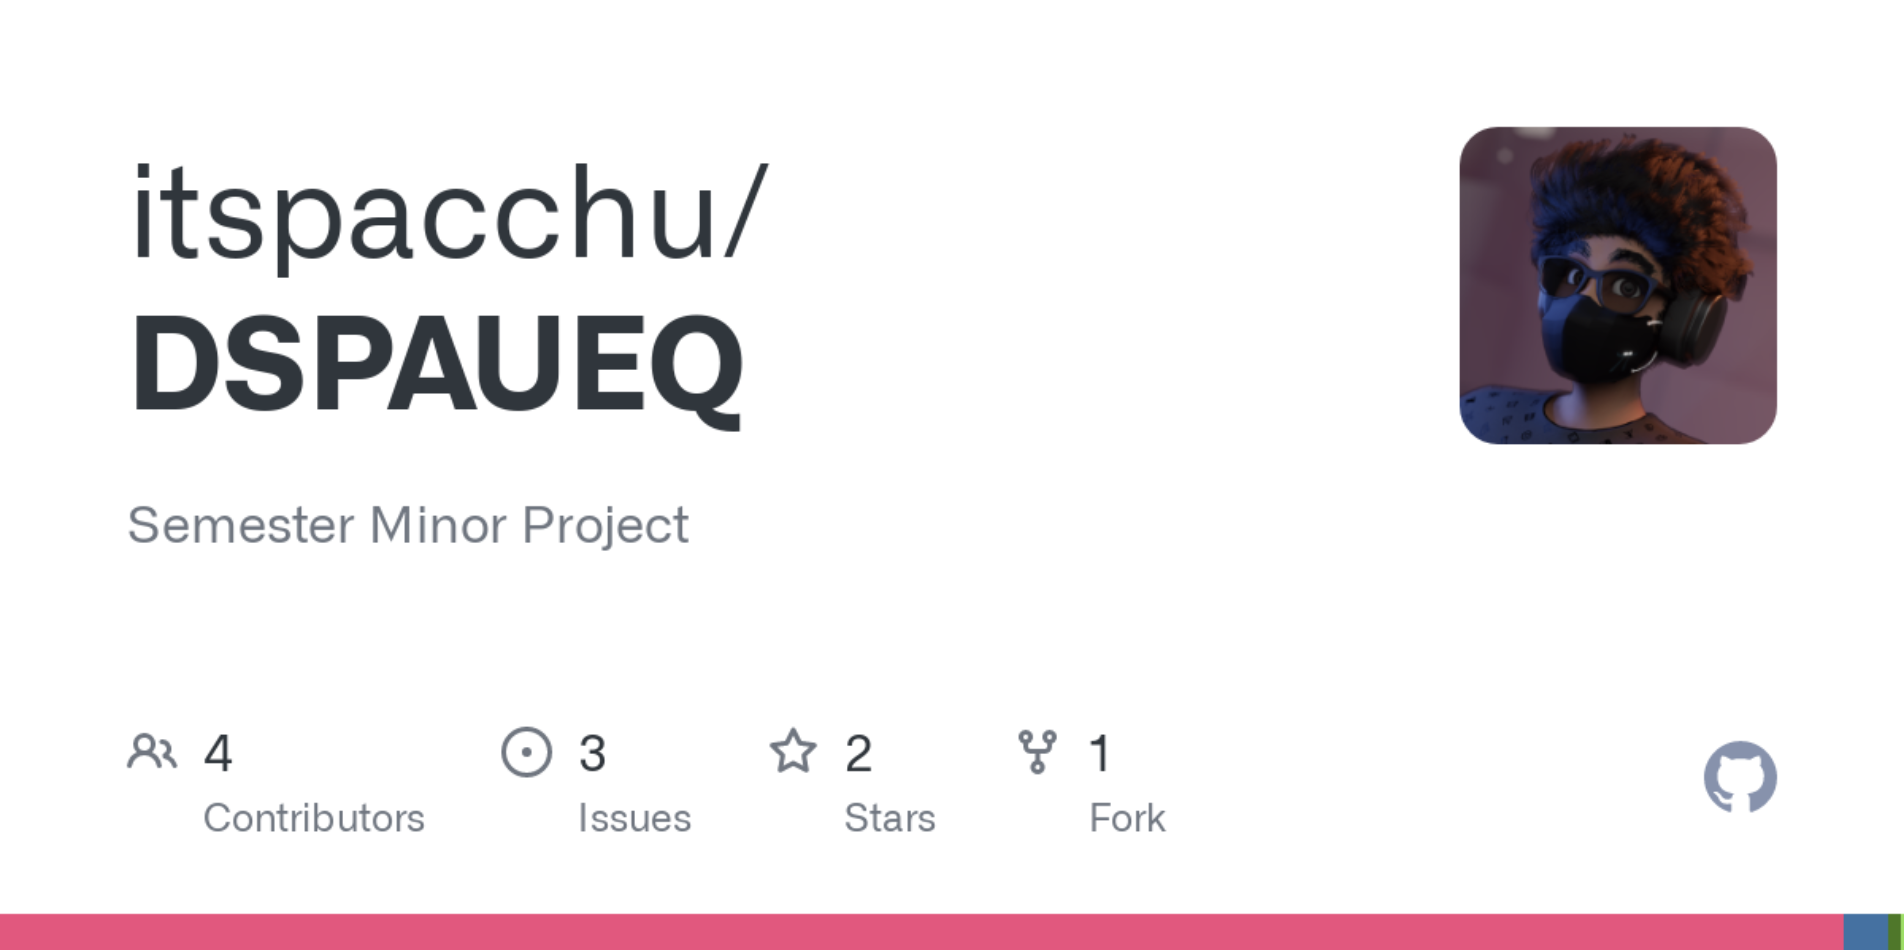 itspacchu/
DSPAUEQ
Semester Minor Project
4
Contributors
3
Issues
2
Stars
1
Fork